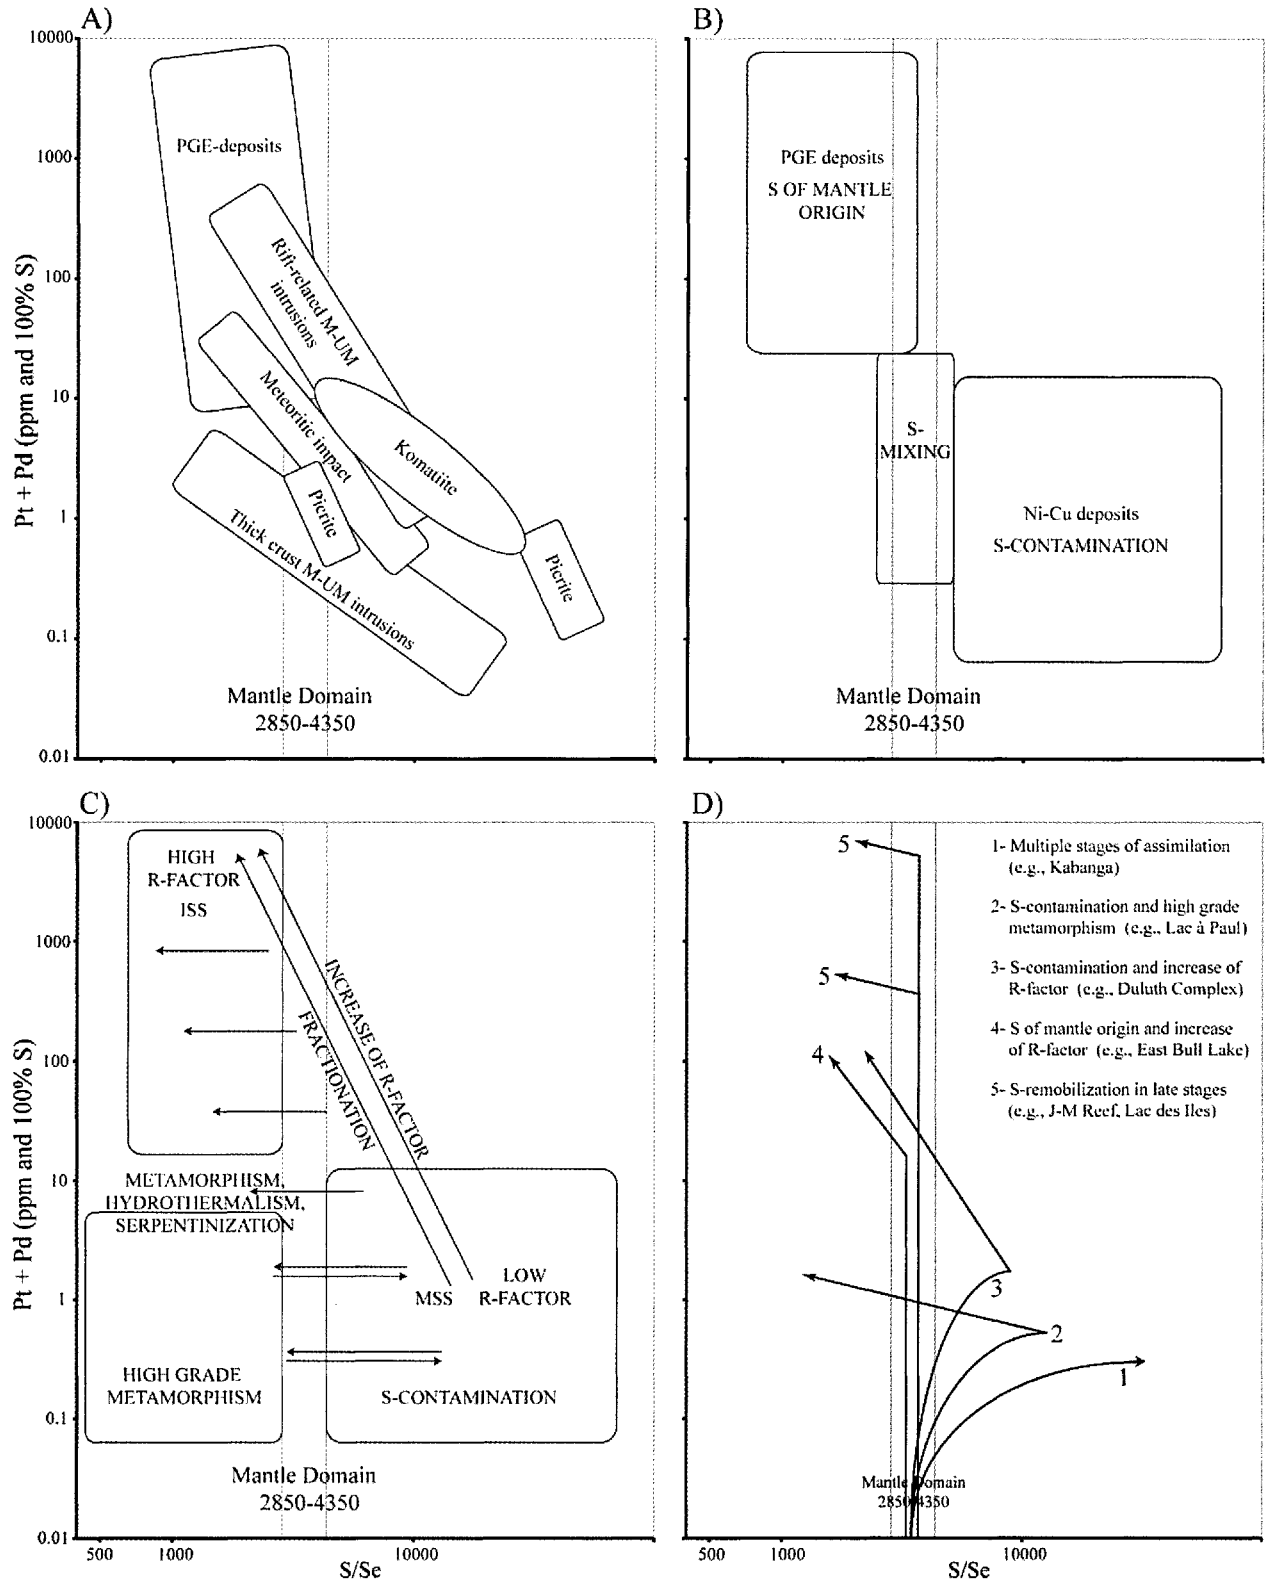 A)
10000
1000
100
10
1
0.1
0.01
Pt + Pd (ppm and 100% S)
PGE-deposits
Rift-related M-UM
intrusions
Meteoritic impact
Komatiite
Picrite
Picrite
Thick crust M-UM intrusions
Mantle Domain
2850-4350
B)
PGE deposits
S OF MANTLE
ORIGIN
S-
MIXING
Ni-Cu deposits
S-CONTAMINATION
Mantle Domain
2850-4350
C)
10000
1000
100
10
1
0.1
0.01
Pt + Pd (ppm and 100% S)
HIGH
R-FACTOR
ISS
INCREASE OF R-FACTOR
FRACTIONATION
METAMORPHISM,
HYDROTHERMALISM,
SERPENTINIZATION
MSS
LOW
R-FACTOR
HIGH GRADE
METAMORPHISM
S-CONTAMINATION
Mantle Domain
2850-4350
500
1000
10000
S/Se
D)
5
5
4
3
2
1
1- Multiple stages of assimilation
(e.g., Kabanga)
2- S-contamination and high grade
metamorphism (e.g., Lac à Paul)
3- S-contamination and increase of
R-factor (e.g., Duluth Complex)
4- S of mantle origin and increase
of R-factor (e.g., East Bull Lake)
5- S-remobilization in late stages
(e.g., J-M Reef, Lac des Iles)
Mantle Domain
2850-4350
500
1000
10000
S/Se